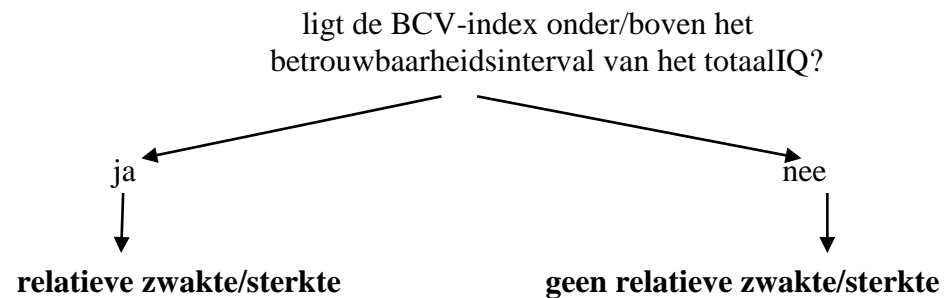 ligt de BCV-index onder/boven het
betrouwbaarheidsinterval van het totaalIQ?
ja
nee
relatieve zwakte/sterkte
geen relatieve zwakte/sterkte